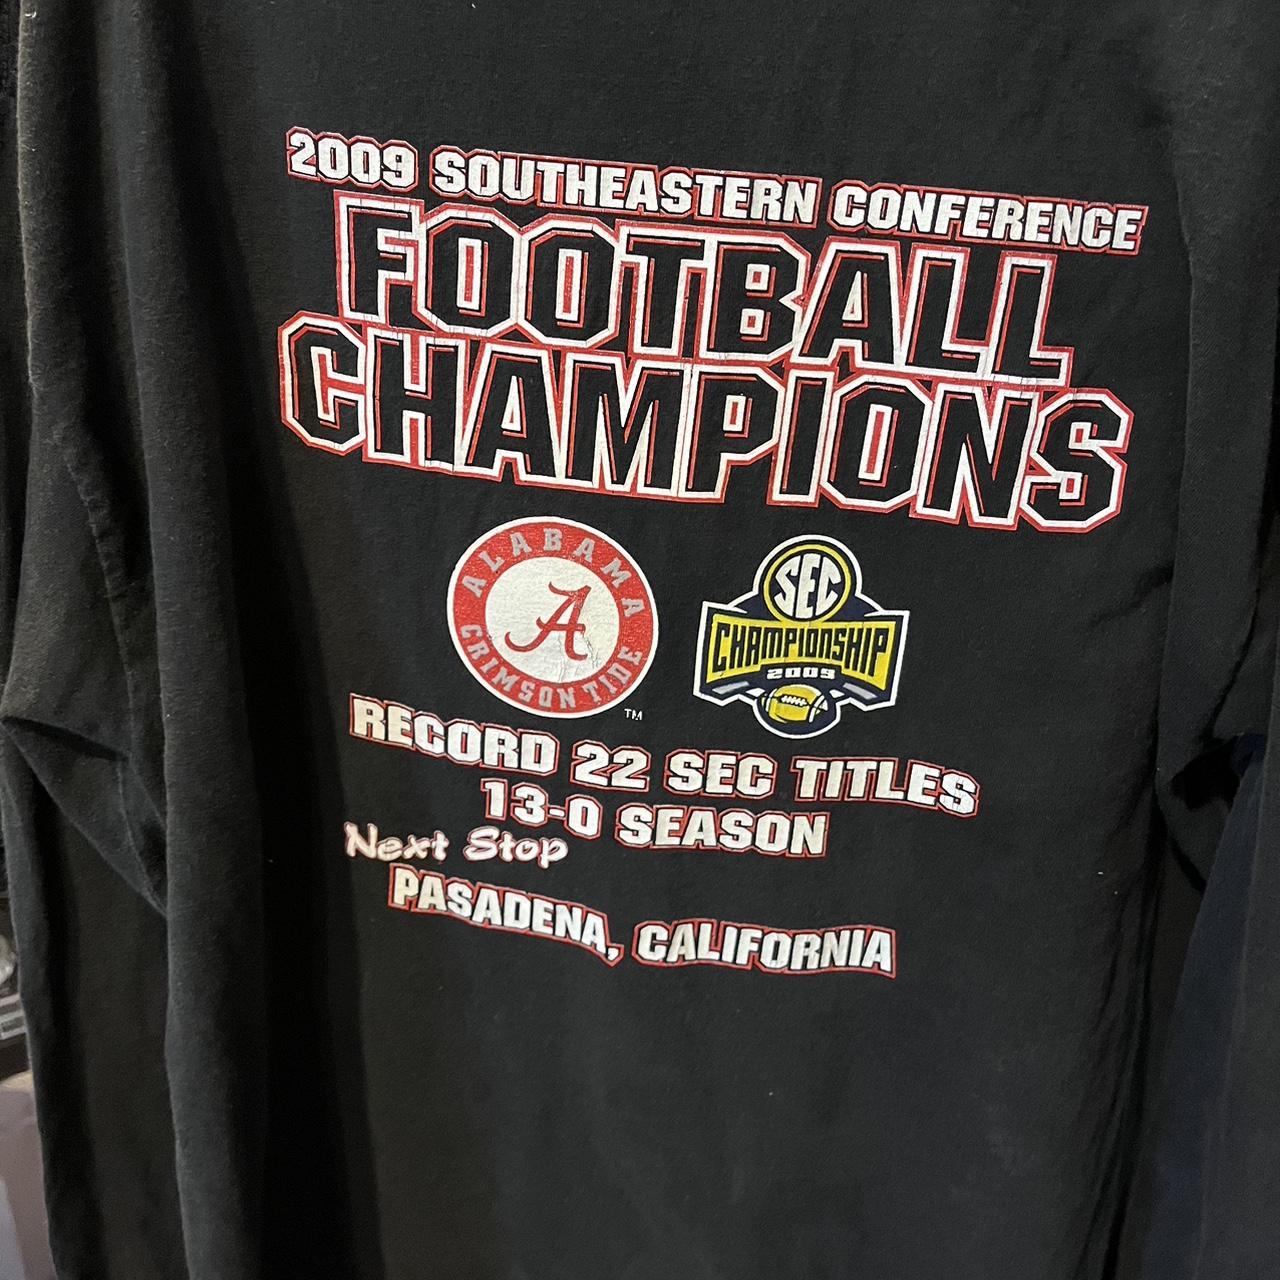 2009 SOUTHEASTERN CONFERENCE
FOOTBALL
CHAMPIONS
ALABAMA
A
CRIMSON TIDE
TM
SEC
CHAMPIONSHIP
2009
RECORD 22 SEC TITLES
13-0 SEASON
Next Stop
PASADENA, CALIFORNIA